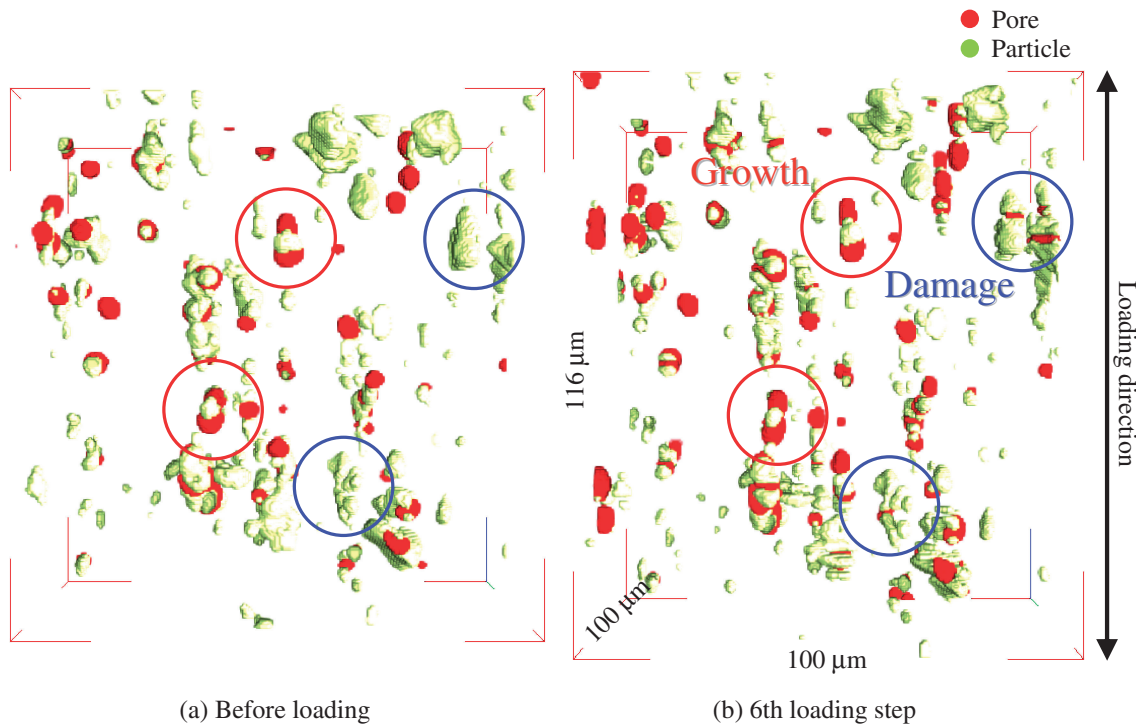 Pore
Particle
Growth
Damage
Loading direction
116 µm
100 µm
100 µm
(a) Before loading
(b) 6th loading step